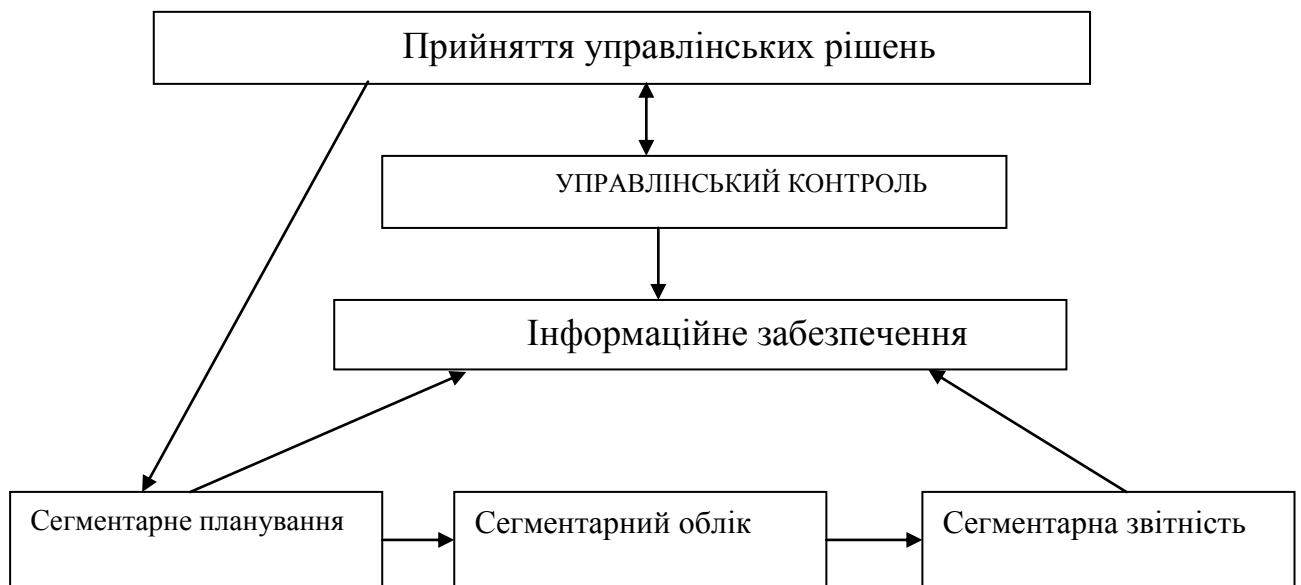 Прийняття управлінських рішень
УПРАВЛІНСЬКИЙ КОНТРОЛЬ
Інформаційне забезпечення
Сегментарне планування
Сегментарний облік
Сегментарна звітність